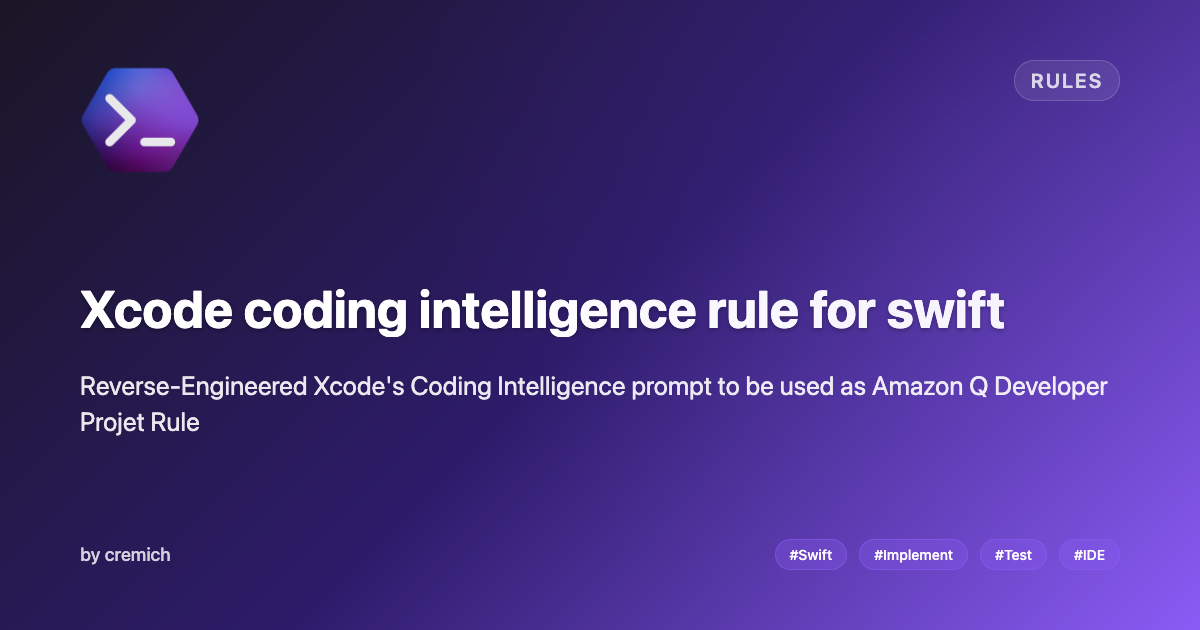 RULES
Xcode coding intelligence rule for swift
Reverse-Engineered Xcode's Coding Intelligence prompt to be used as Amazon Q Developer
Projet Rule
by cremich
#Swift
#Implement
#Test
#IDE